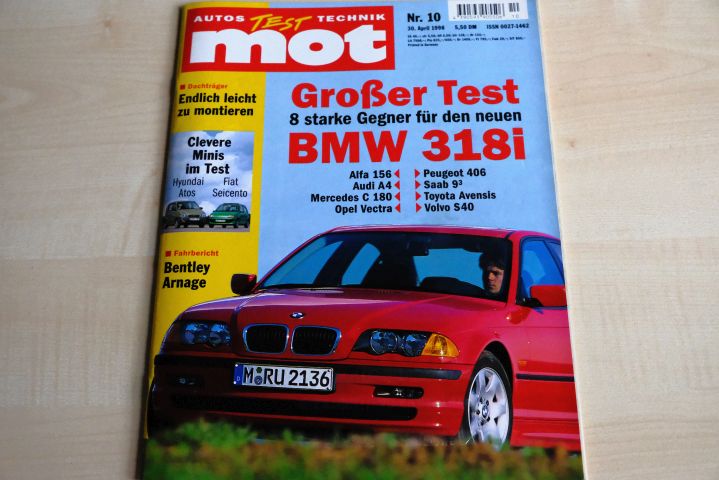 AUTOS TEST TECHNIK
mot
Nr. 10
30. April 1998
5,50 DM
ISSN 0027-1462
Printed in Germany
Dachträger
Endlich leicht
zu montieren
Clevere
Minis
im Test
Hyundai Fiat
Atos Seicento
Fahrbericht
Bentley
Arnage
Großer Test
8 starke Gegner für den neuen
BMW 318i
Alfa 156 Peugeot 406
Audi A4 Saab 9³
Mercedes C 180 Toyota Avensis
Opel Vectra Volvo S40
M RU 2136